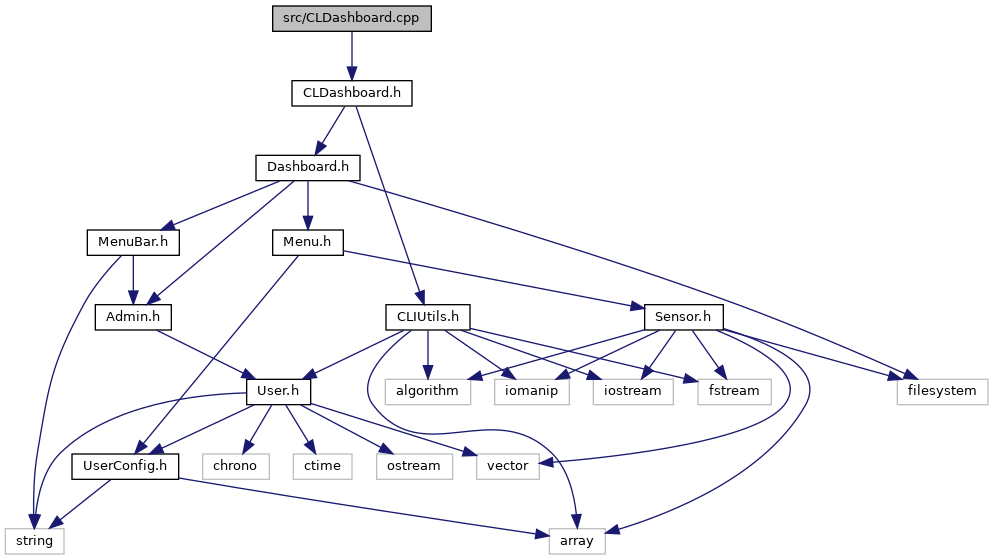 src/CLDashboard.cpp
CLDashboard.h
Dashboard.h
MenuBar.h
Menu.h
Admin.h
CLIUtils.h
Sensor.h
User.h
algorithm
iomanip
iostream
fstream
filesystem
UserConfig.h
chrono
ctime
ostream
vector
string
array